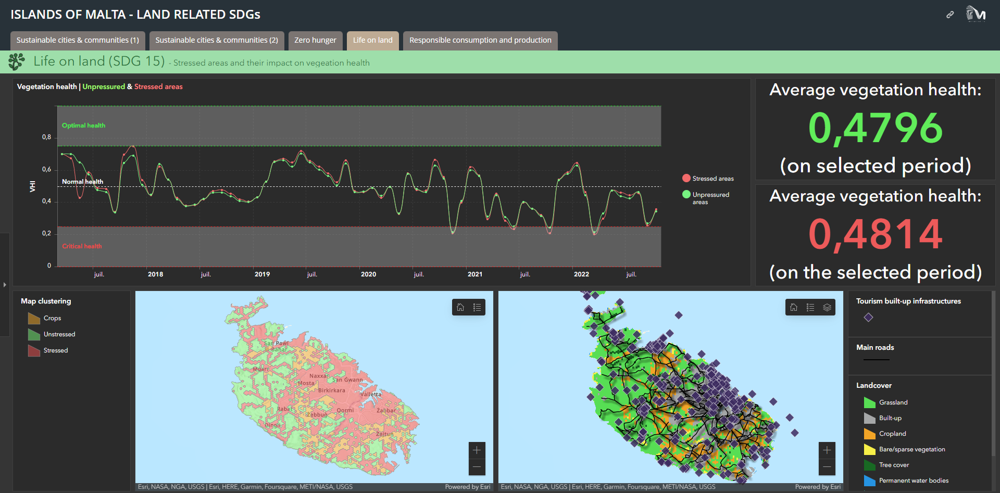 ISLANDS OF MALTA - LAND RELATED SDGs
Sustainable cities & communities (1)
Sustainable cities & communities (2)
Zero hunger
Life on land
Responsible consumption and production
Life on land (SDG 15) - Stressed areas and their impact on vegeation health
Vegetation health | Unpressured & Stressed areas
Optimal health
0,8
0,6
Normal health
VHI
0,4
0,2
Critical health
0
juil.
2018
juil.
2019
juil.
2020
juil.
2021
juil.
2022
juil.
Stressed areas
Unpressured
areas
Average vegetation health:
0,4796
(on selected period)
Average vegetation health:
0,4814
(on the selected period)
Map clustering
Crops
Unstressed
Stressed
San Pawl
il-Baħar
Mġarr
Naxxar
San Ġwann
Mosta
Birkirkara
Valletta
Rabat
Żebbuġ
Qormi
Żabbar
Dingli
Żejtun
Esri, NASA, NGA, USGS | Esri, HERE, Garmin, Foursquare, METI/NASA, USGS
Powered by Esri
Esri, NASA, NGA, USGS | Esri, HERE, Garmin, Foursquare, METI/NASA, USGS
Powered by Esri
Tourism built-up infrastructures
Main roads
Landcover
Grassland
Built-up
Cropland
Bare/sparse vegetation
Tree cover
Permanent water bodies